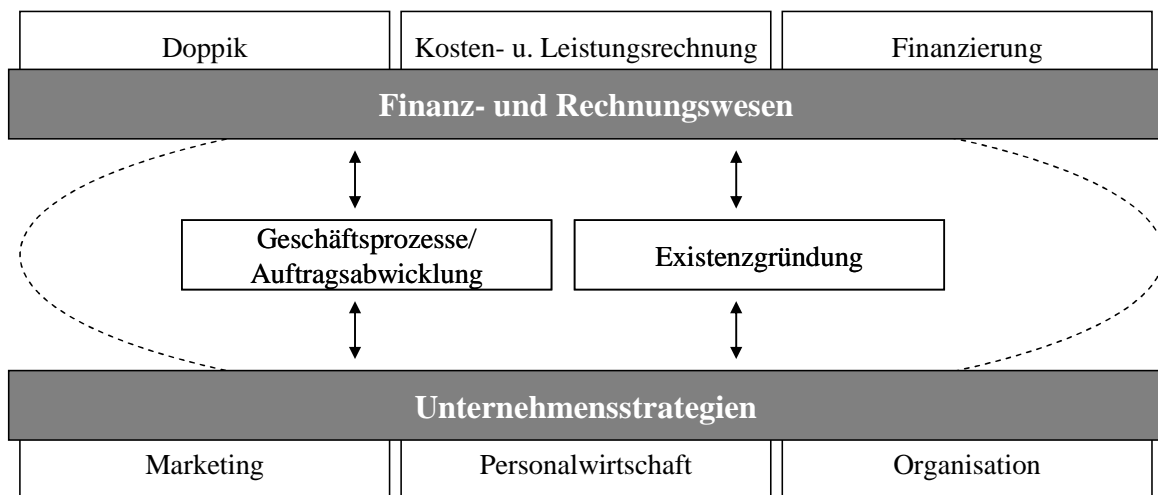 Doppik
Kosten- u. Leistungsrechnung
Finanzierung
Finanz- und Rechnungswesen
Geschäftsprozesse/
Auftragsabwicklung
Existenzgründung
Unternehmensstrategien
Marketing
Personalwirtschaft
Organisation